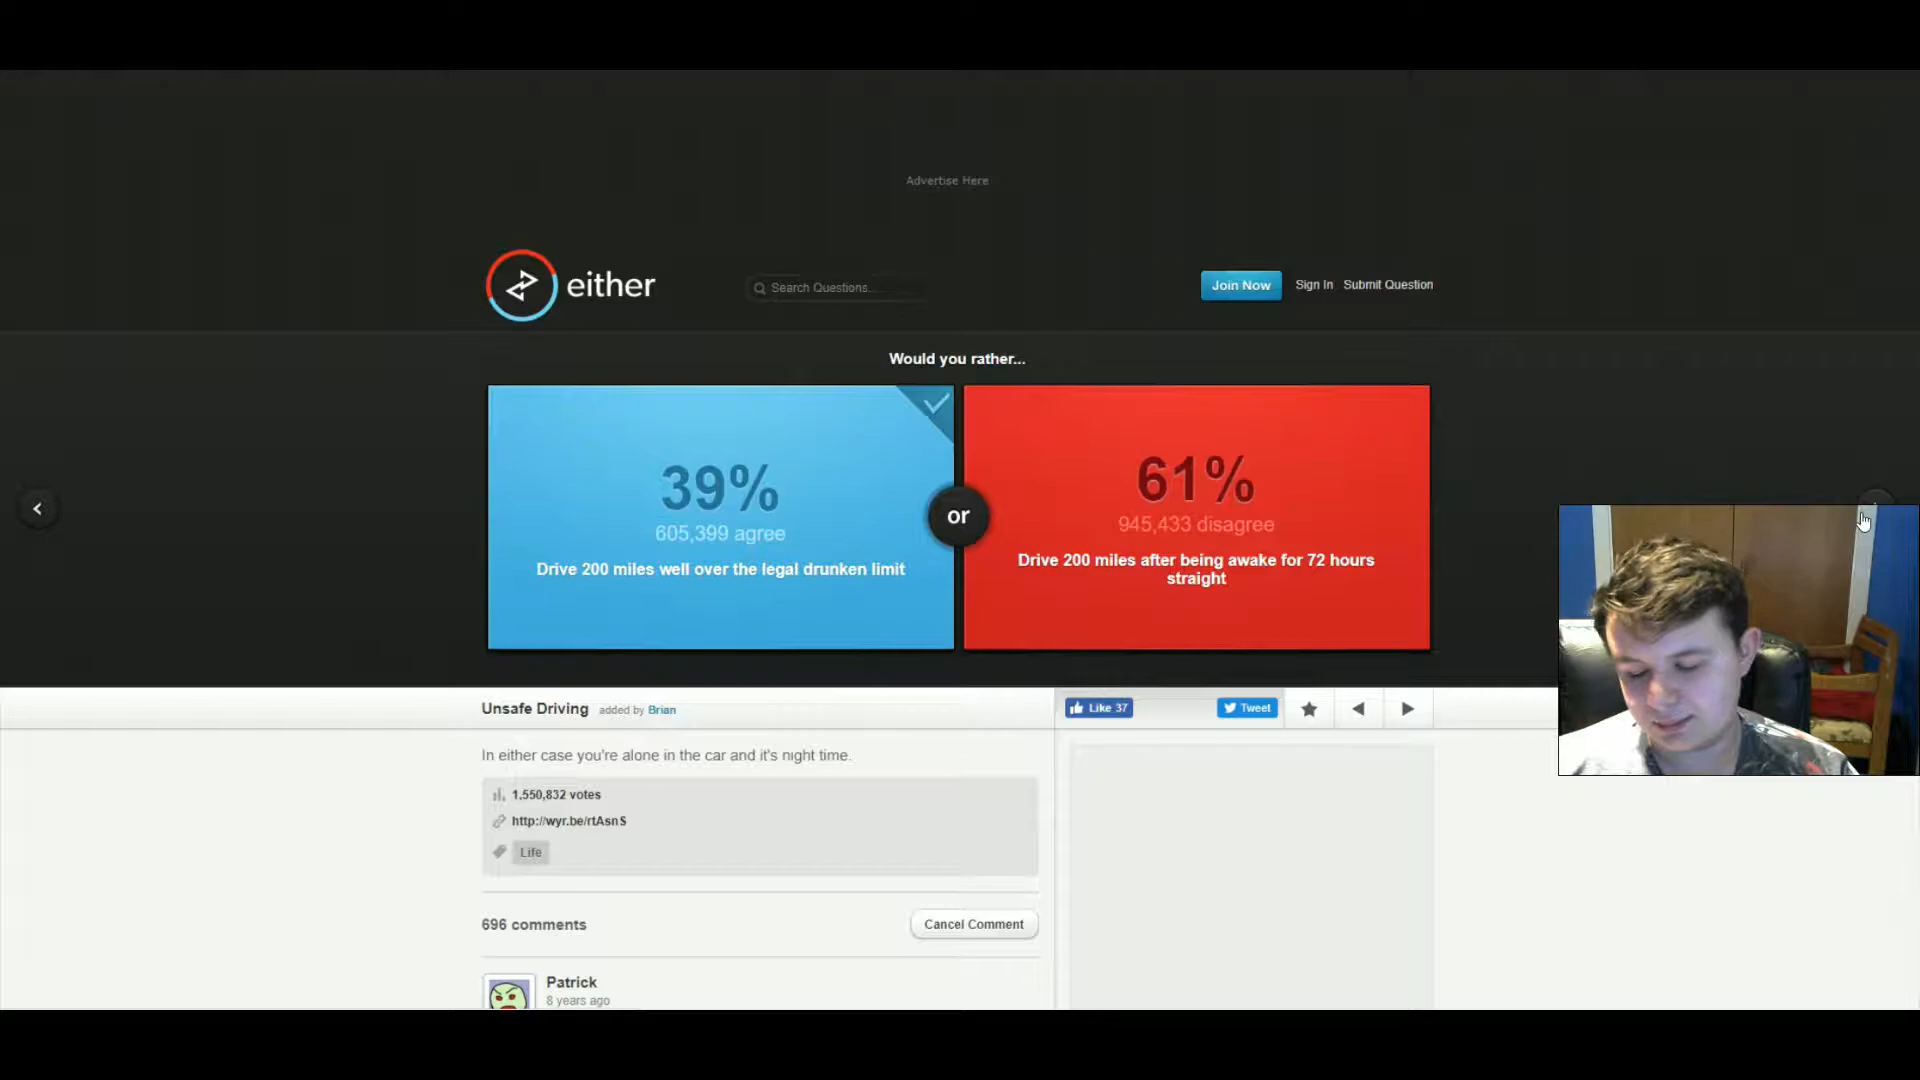 Advertise Here
either
Search Questions...
Join Now
Sign In
Submit Question
Would you rather...
39%
605,399 agree
Drive 200 miles well over the legal drunken limit
or
61%
945,433 disagree
Drive 200 miles after being awake for 72 hours
straight
Unsafe Driving added by Brian
Like 37
Tweet
In either case you're alone in the car and it's night time.
1,550,832 votes
http://wyr.be/rtAsnS
Life
696 comments
Cancel Comment
Patrick
8 years ago